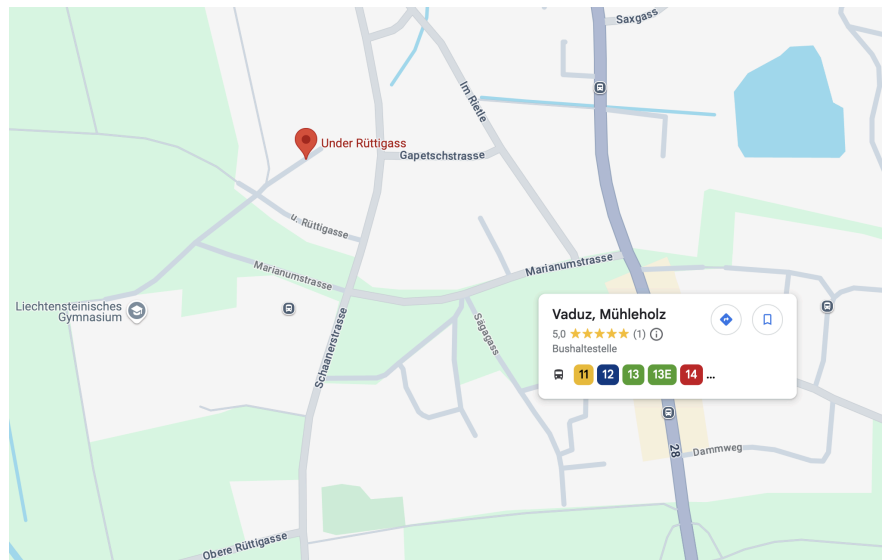 Saxgass
Im Rietle
Under Rüttigass
Gapetschstrasse
u. Rüttigasse
Marianumstrasse
Marianumstrasse
Liechtensteinisches
Gymnasium
Schaanerstrasse
Sägagass
Vaduz, Mühleholz
5,0 (1)
Bushaltestelle
11 12 13 13E 14 ...
28
Dammweg
Obere Rüttigasse